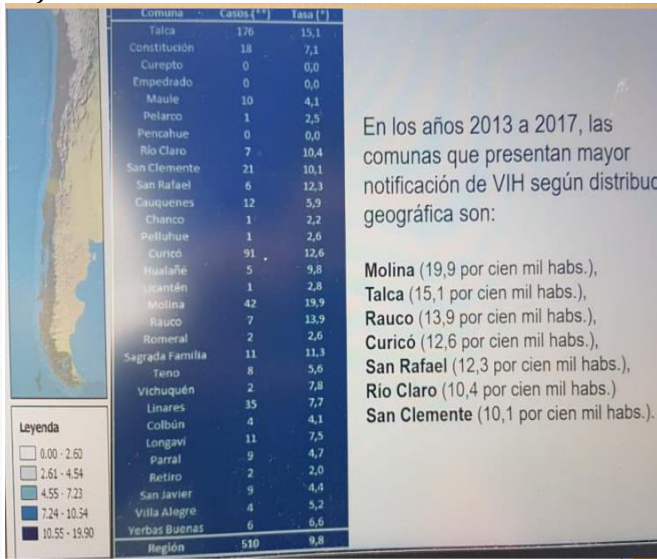 Comuna Casos (**) Tasa (*)
Talca 176 15,1
Constitución 18 7,1
Curepto 0 0,0
Empedrado 0 0,0
Maule 10 4,1
Pelarco 1 2,5
Pencahue 0 0,0
Río Claro 7 10,4
San Clemente 21 10,1
San Rafael 6 12,3
Cauquenes 12 5,9
Chanco 1 2,2
Pelluhue 1 2,6
Curicó 91 12,6
Hualañé 5 9,8
Licantén 1 2,8
Molina 42 19,9
Rauco 7 13,9
Romeral 2 2,6
Sagrada Familia 11 11,3
Teno 8 5,6
Vichuquén 2 7,8
Linares 35 7,7
Colbún 4 4,1
Longaví 11 7,5
Parral 9 4,7
Retiro 2 2,0
San Javier 9 4,4
Villa Alegre 4 5,2
Yerbas Buenas 6 6,6
Región 510 9,8
Leyenda
0.00 - 2.60
2.61 - 4.54
4.55 - 7.23
7.24 - 10.54
10.55 - 19.90
En los años 2013 a 2017, las
comunas que presentan mayor
notificación de VIH según distribuc
geográfica son:
Molina (19,9 por cien mil habs.),
Talca (15,1 por cien mil habs.),
Rauco (13,9 por cien mil habs.),
Curicó (12,6 por cien mil habs.),
San Rafael (12,3 por cien mil habs.),
Río Claro (10,4 por cien mil habs.)
San Clemente (10,1 por cien mil habs.).